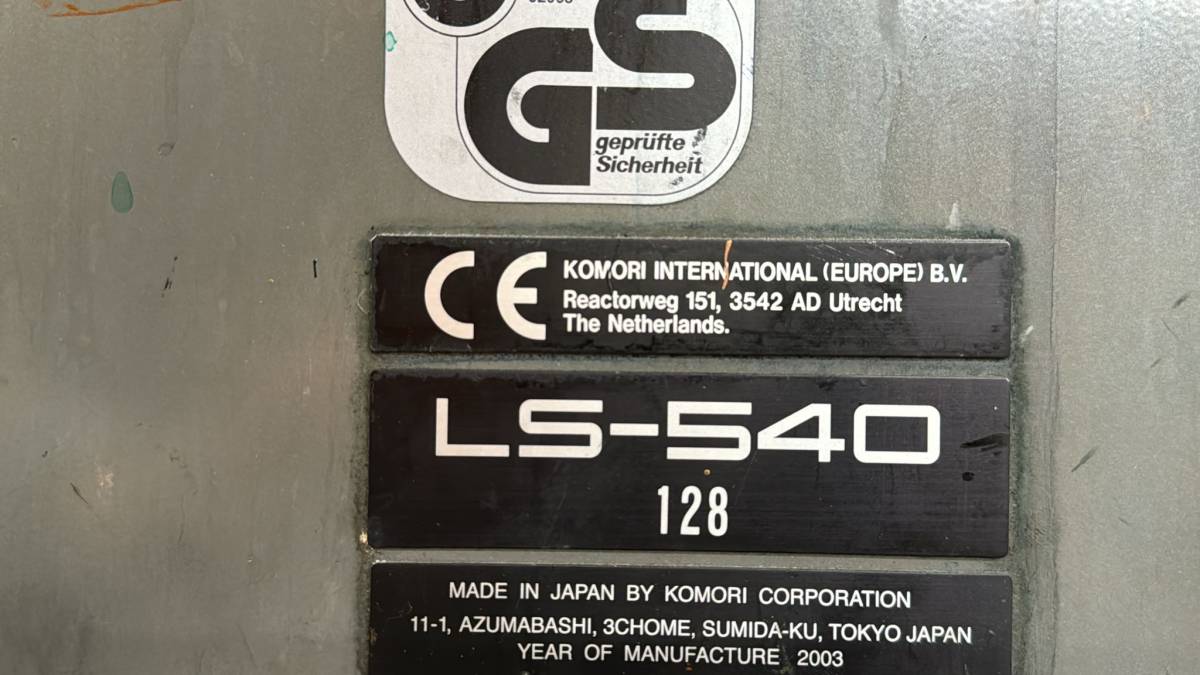 GS
geprüfte
Sicherheit
CE KOMORI INTERNATIONAL (EUROPE) B.V.
Reactorweg 151, 3542 AD Utrecht
The Netherlands.
LS-540
128
MADE IN JAPAN BY KOMORI CORPORATION
11-1, AZUMABASHI, 3CHOME, SUMIDA-KU, TOKYO JAPAN
YEAR OF MANUFACTURE 2003